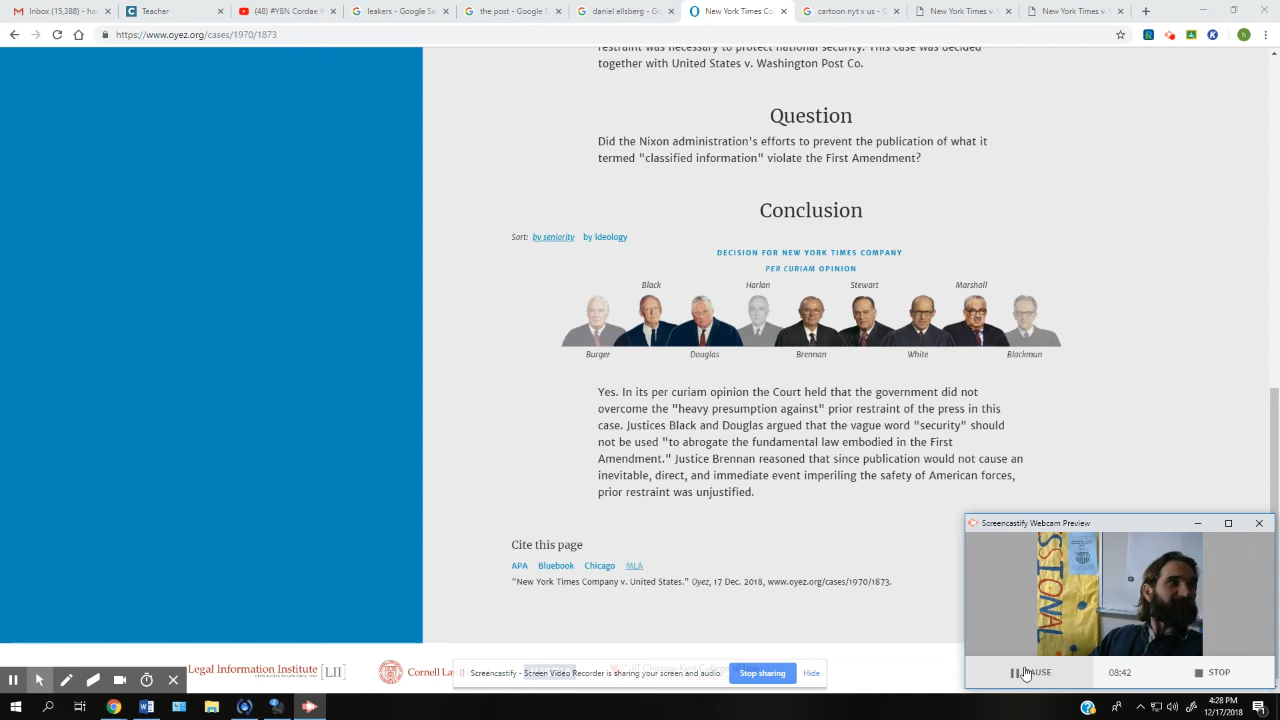 Inbox (15,388) - ha
Teacher
(48) #YBN Cordae F
leakers - Google Se
the post - Google S
daniel ellsberg - Go
New York Times Co
cartoon nyt v us - G
New York Times v.
New York Times v.
https://www.oyez.org/cases/1970/1873
restraint was necessary to protect national security. This case was decided
together with United States v. Washington Post Co.
Question
Did the Nixon administration's efforts to prevent the publication of what it
termed "classified information" violate the First Amendment?
Conclusion
Sort: by seniority by ideology
DECISION FOR NEW YORK TIMES COMPANY
PER CURIAM OPINION
Black Harlan Stewart Marshall
Burger Douglas Brennan White Blackmun
Yes. In its per curiam opinion the Court held that the government did not
overcome the "heavy presumption against" prior restraint of the press in this
case. Justices Black and Douglas argued that the vague word "security" should
not be used "to abrogate the fundamental law embodied in the First
Amendment." Justice Brennan reasoned that since publication would not cause an
inevitable, direct, and immediate event imperiling the safety of American forces,
prior restraint was unjustified.
Cite this page
APA Bluebook Chicago MLA
"New York Times Company v. United States." Oyez, 17 Dec. 2018, www.oyez.org/cases/1970/1873.
Screencastify Webcam Preview
SSTONAL
PAUSE
08:42
STOP
Legal Information Institute [LII]
Cornell La
Screencastify - Screen Video Recorder is sharing your screen and audio.
Stop sharing
Hide
4:28 PM
12/17/2018